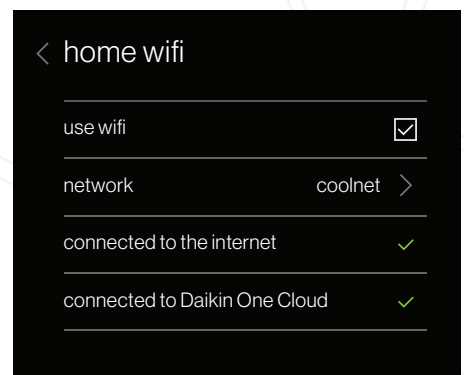 home wifi
use wifi
network coolnet
connected to the internet
connected to Daikin One Cloud